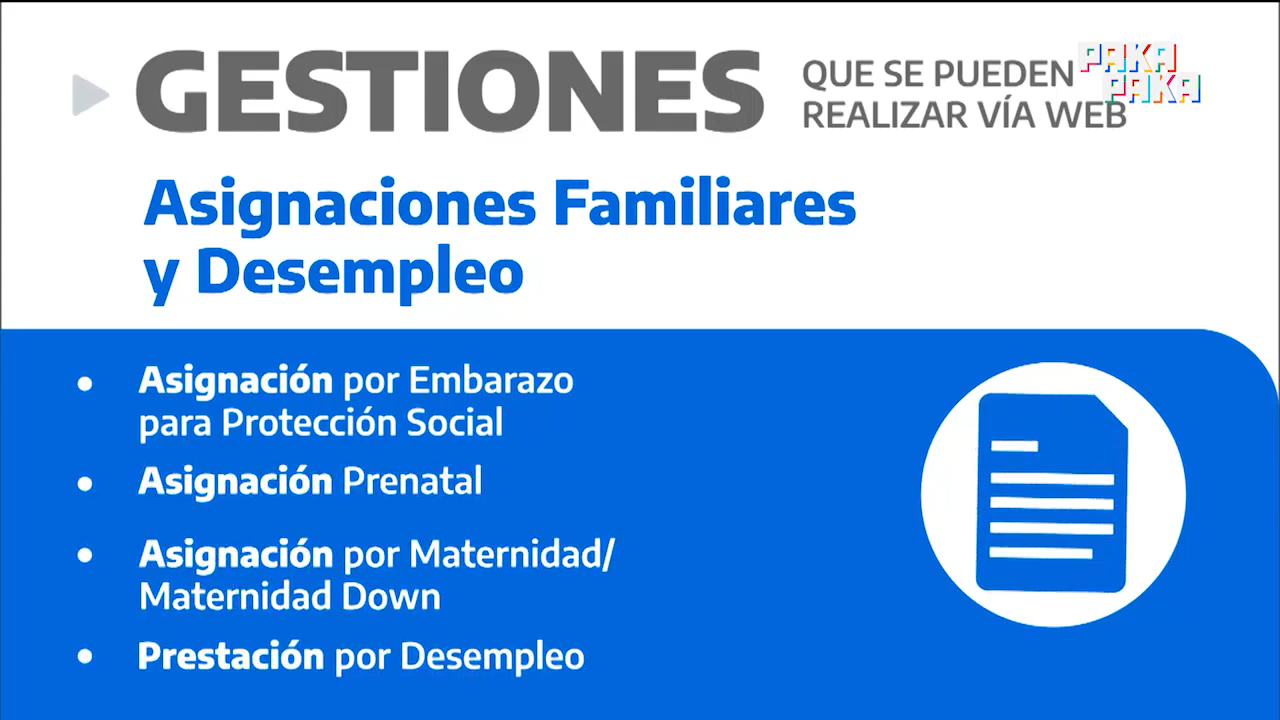 GESTIONES
QUE SE PUEDEN
REALIZAR VÍA WEB
PAKA
PAKA
Asignaciones Familiares
y Desempleo
• Asignación por Embarazo
para Protección Social
• Asignación Prenatal
• Asignación por Maternidad/
Maternidad Down
• Prestación por Desempleo